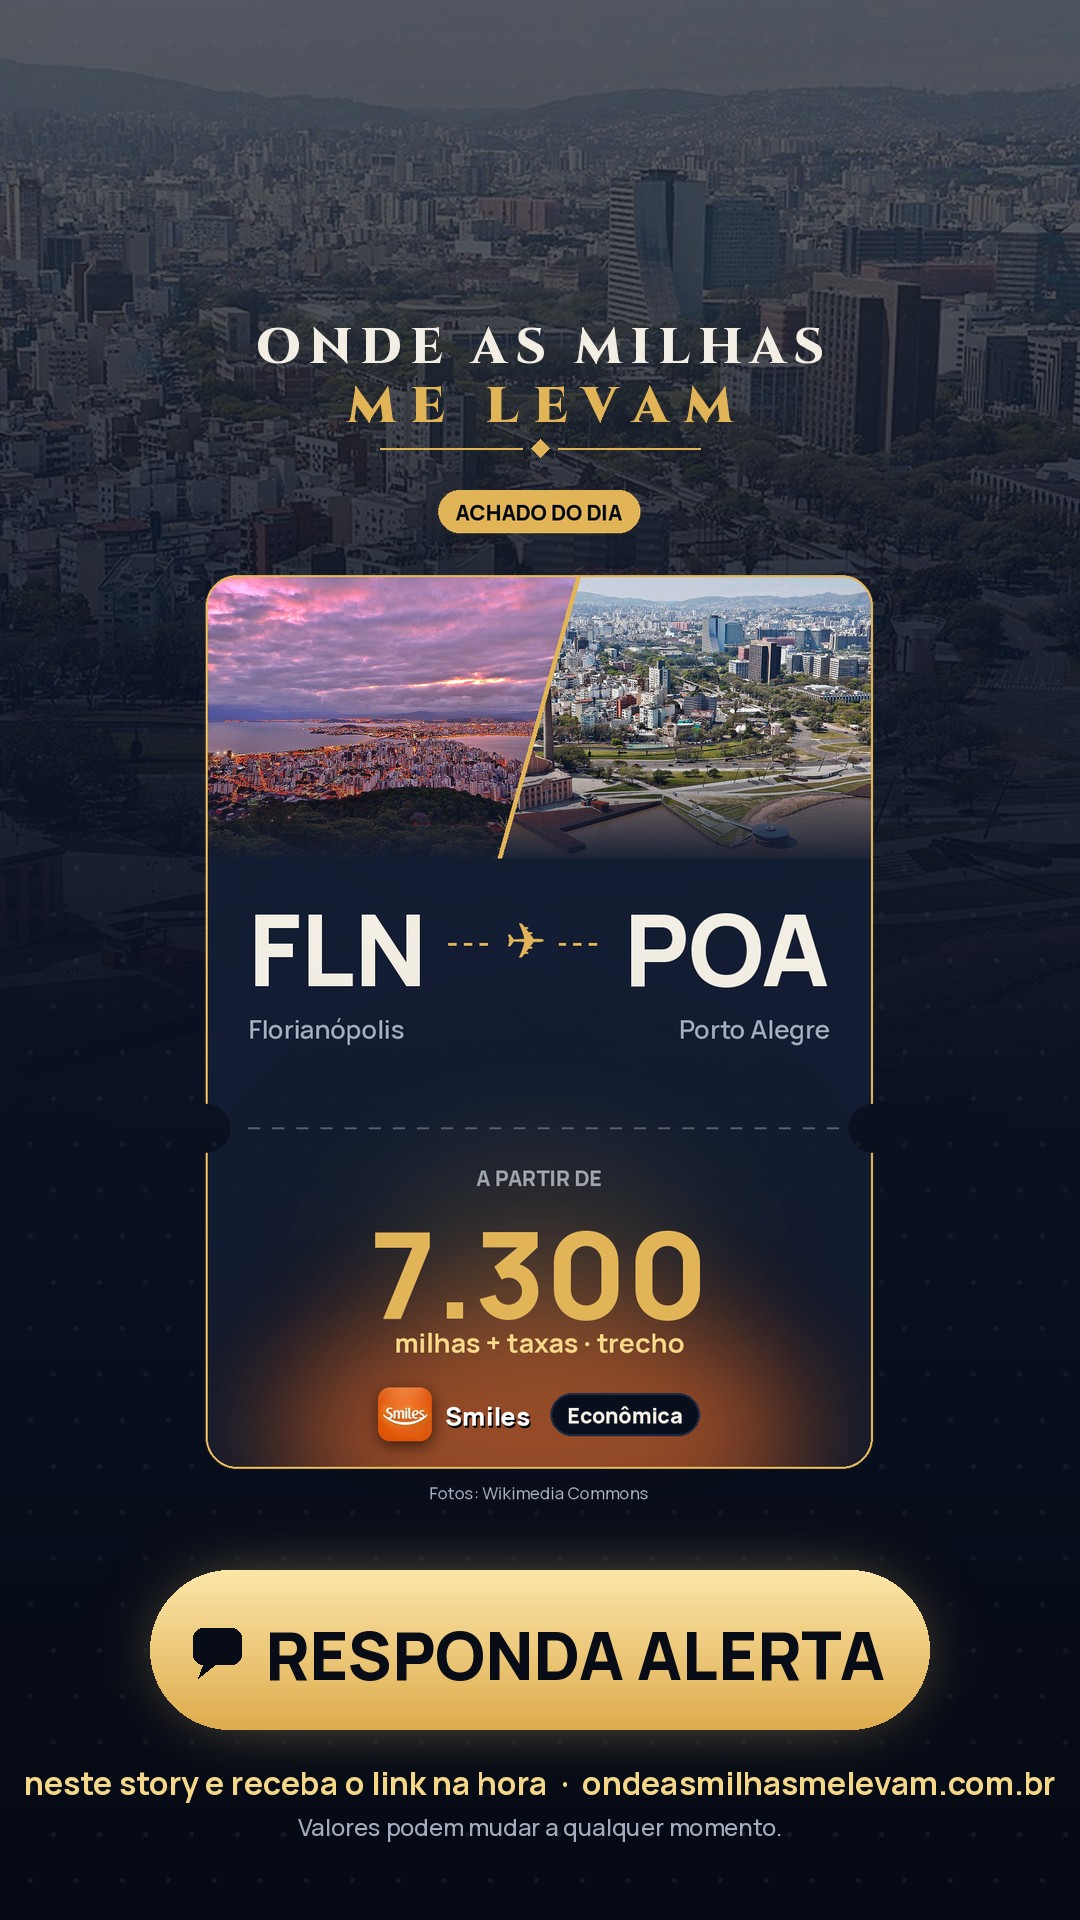 ONDE AS MILHAS
ME LEVAM
ACHADO DO DIA
FLN ---✈--- POA
Florianópolis Porto Alegre
A PARTIR DE
7.300
milhas + taxas · trecho
Smiles Smiles Econômica
Fotos: Wikimedia Commons
RESPONDA ALERTA
neste story e receba o link na hora · ondeasmilhasmelevam.com.br
Valores podem mudar a qualquer momento.